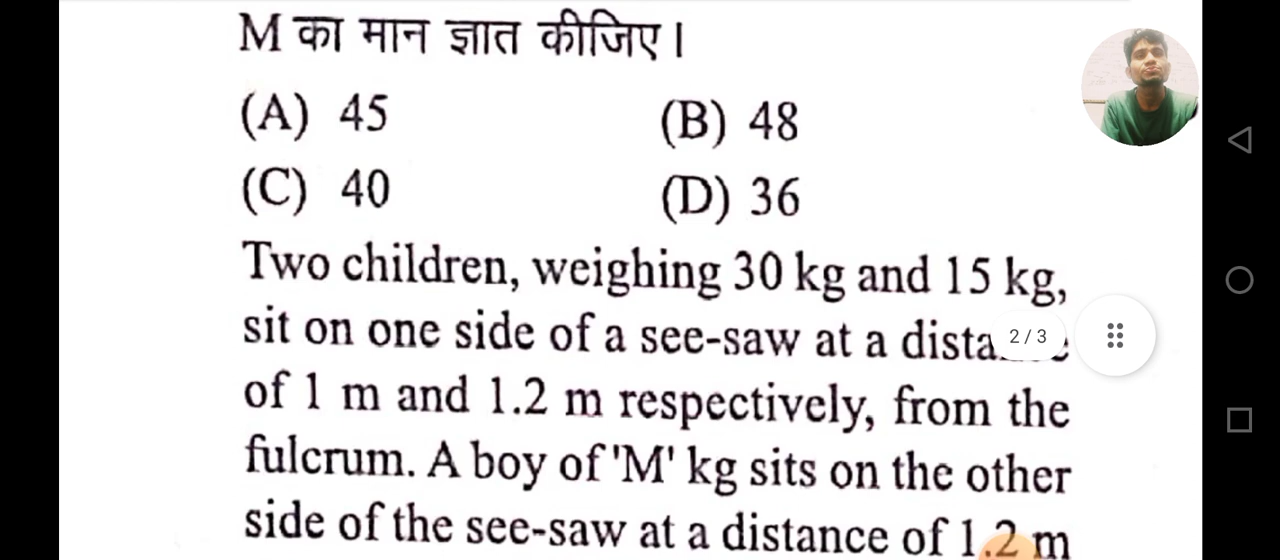 M का मान ज्ञात कीजिए ।
(A) 45 (B) 48
(C) 40 (D) 36
Two children, weighing 30 kg and 15 kg,
sit on one side of a see-saw at a
2/3
of 1 m and 1.2 m respectively, from the
fulcrum. A boy of 'M' kg sits on the other
side of the see-saw at a distance of 1.2 m